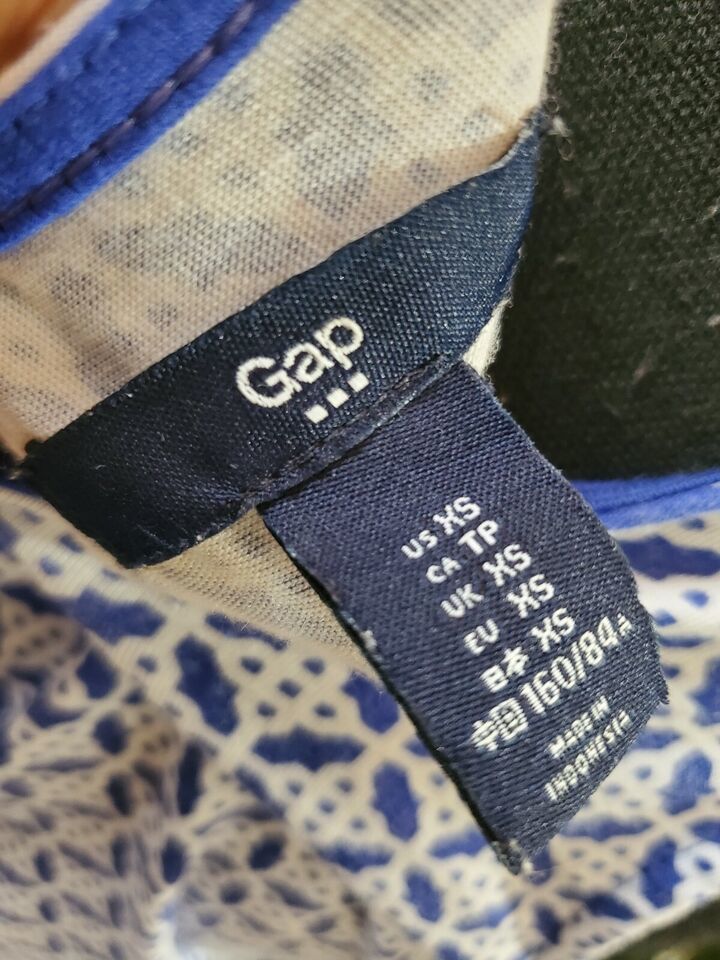 Gap
US XS
CA TP
UK XS
EU XS
日本 XS
中国 160/84A
MADE IN
INDONESIA